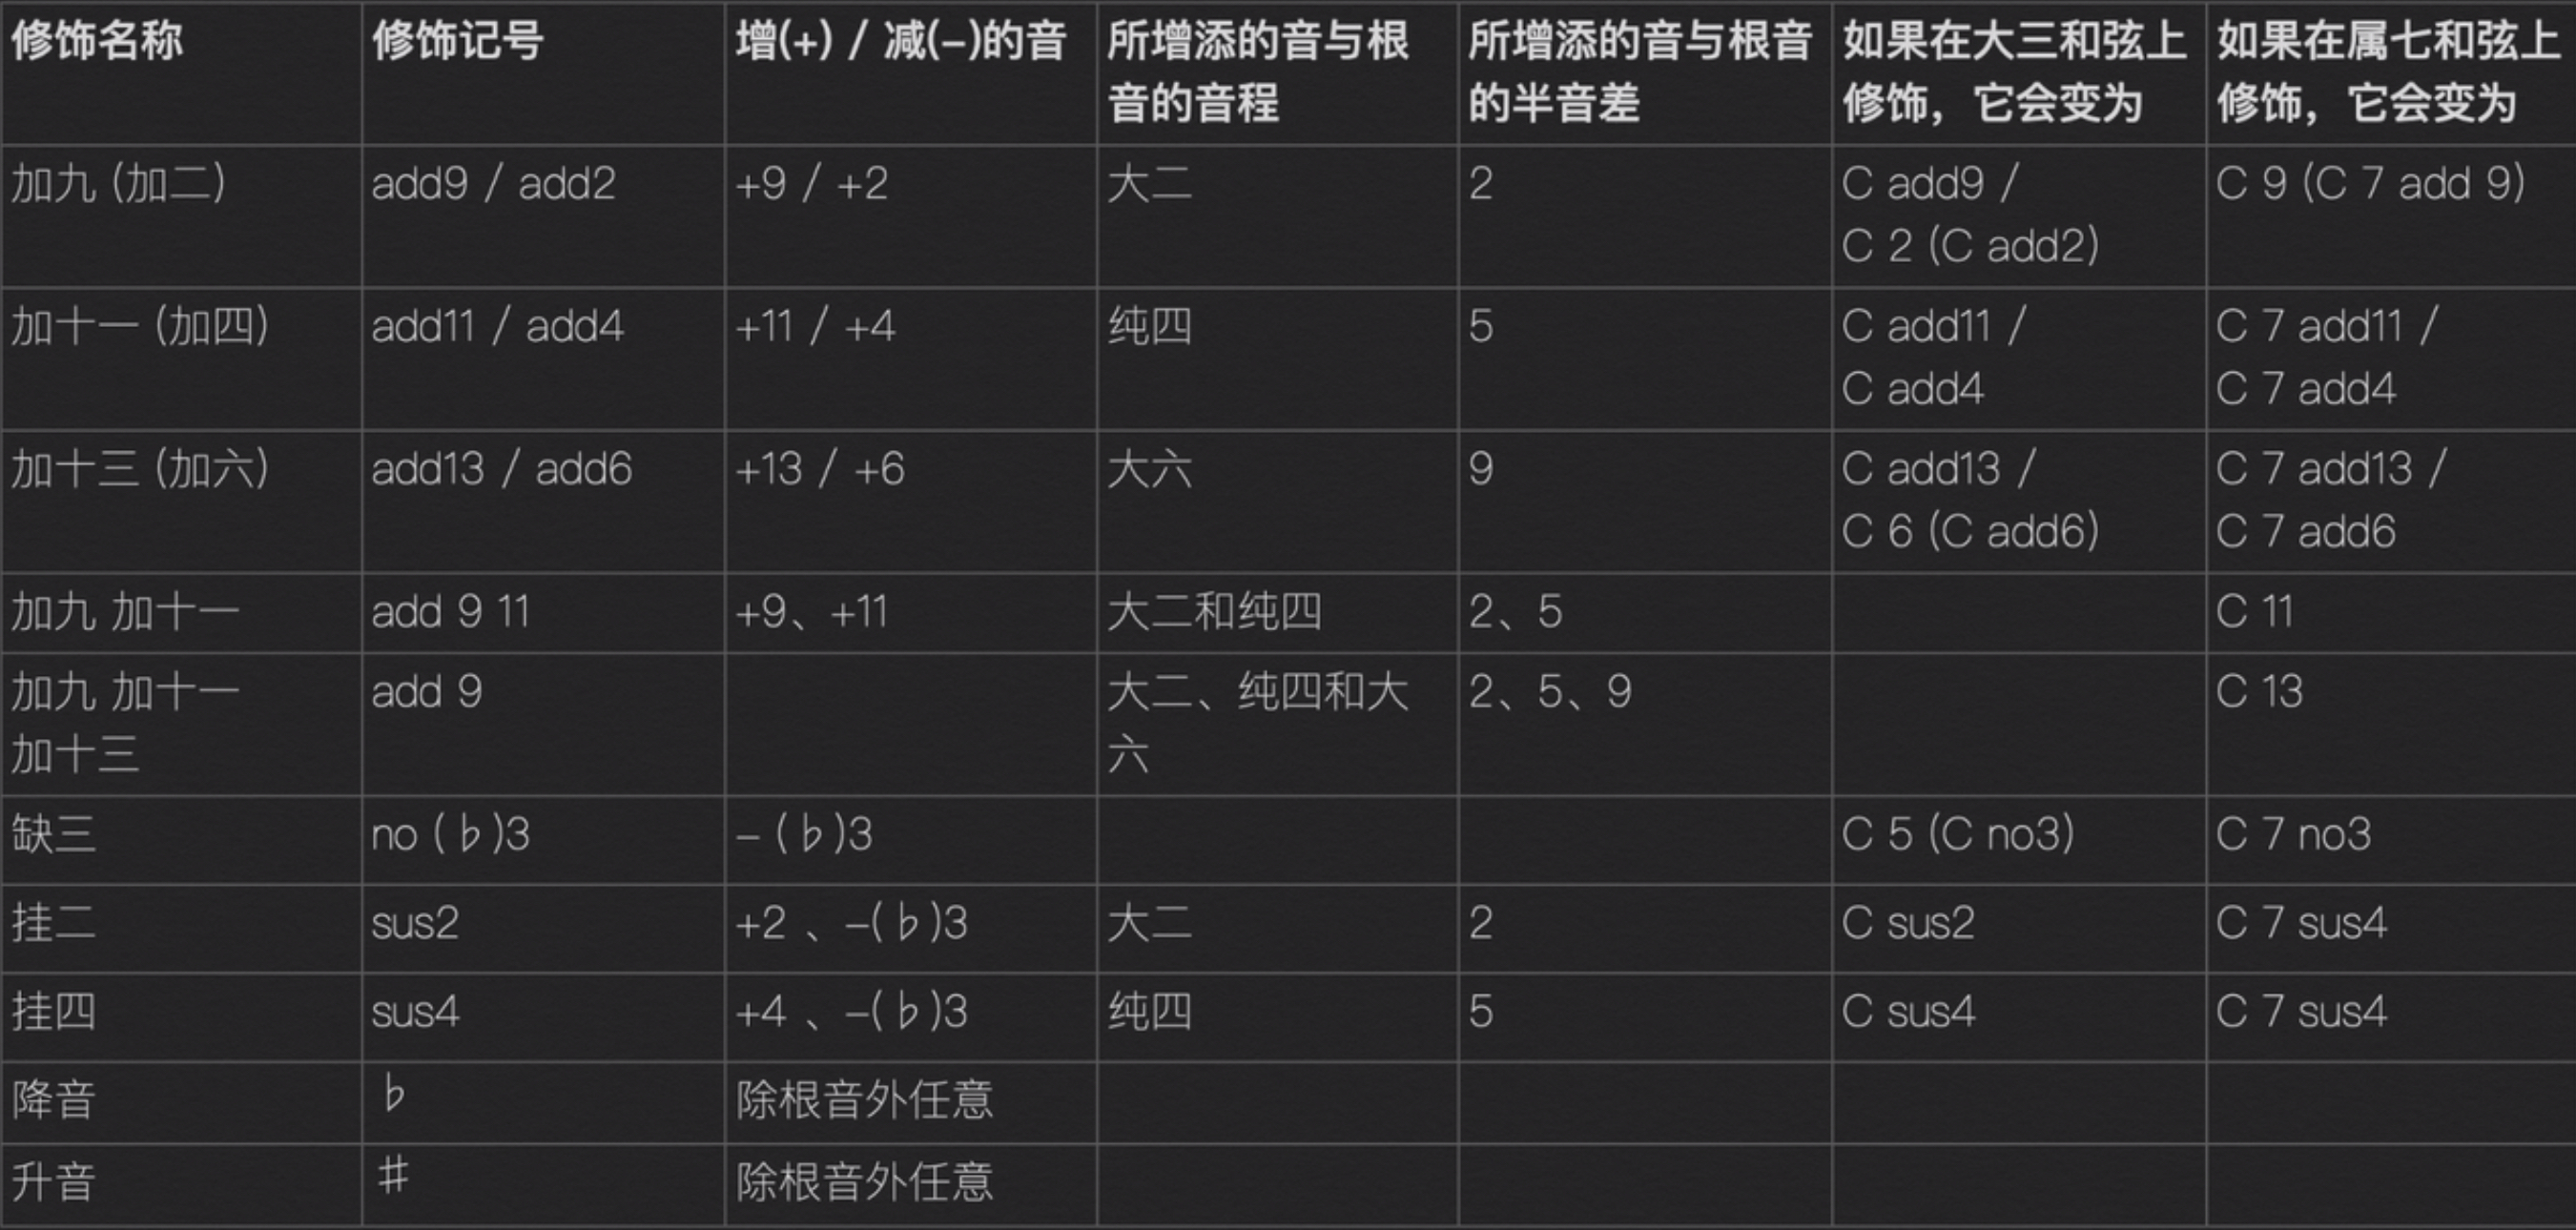 修饰名称
修饰记号
增(+) / 减(–)的音
所增添的音与根
音的音程
所增添的音与根音
的半音差
如果在大三和弦上
修饰，它会变为
如果在属七和弦上
修饰，它会变为
加九 (加二)
add9 / add2
+9 / +2
大二
2
C add9 /
C 2 (C add2)
C 9 (C 7 add 9)
加十一 (加四)
add11 / add4
+11 / +4
纯四
5
C add11 /
C add4
C 7 add11 /
C 7 add4
加十三 (加六)
add13 / add6
+13 / +6
大六
9
C add13 /
C 6 (C add6)
C 7 add13 /
C 7 add6
加九 加十一
add 9 11
+9、+11
大二和纯四
2、5
C 11
加九 加十一
加十三
add 9
大二、纯四和大
六
2、5、9
C 13
缺三
no (♭)3
– (♭)3
C 5 (C no3)
C 7 no3
挂二
sus2
+2 、–(♭)3
大二
2
C sus2
C 7 sus4
挂四
sus4
+4 、–(♭)3
纯四
5
C sus4
C 7 sus4
降音
♭
除根音外任意
升音
♯
除根音外任意